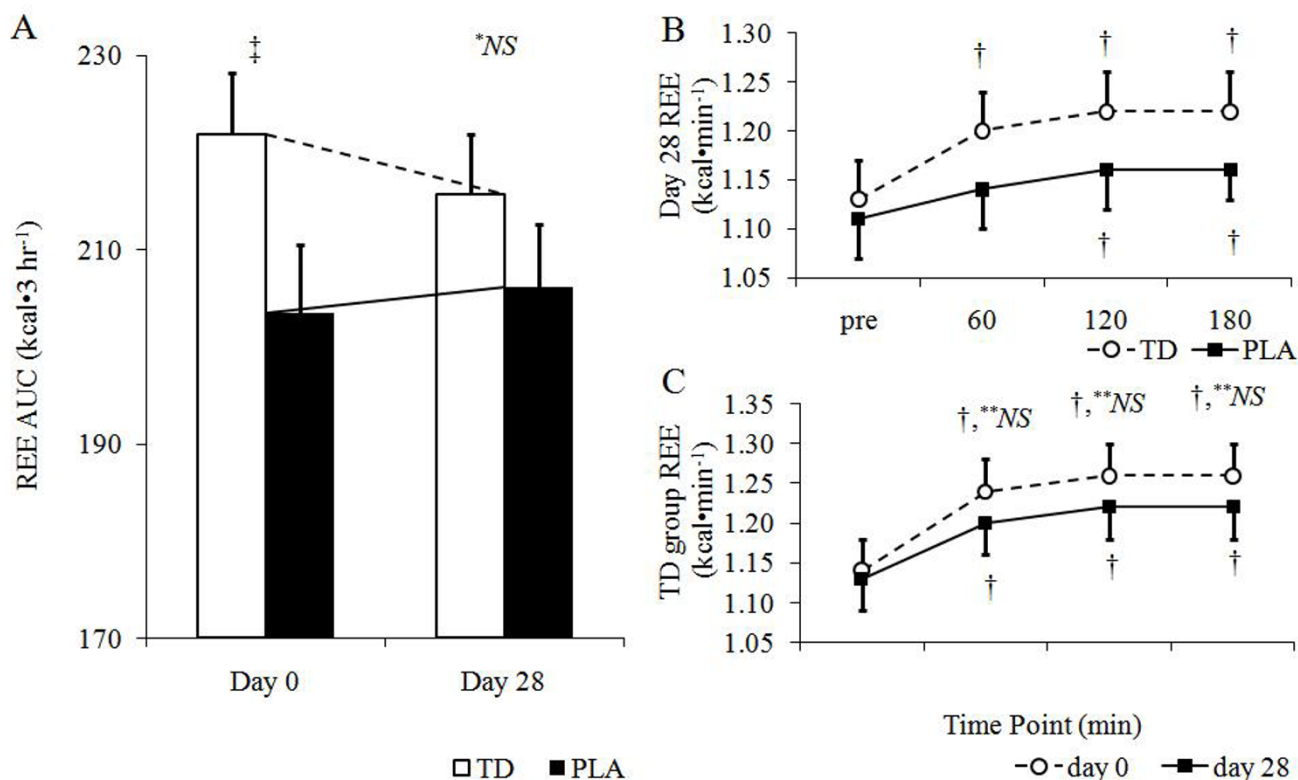 A
‡
*NS
230
210
190
170
REE AUC (kcal•3 hr⁻¹)
Day 0
Day 28
TD
PLA
B
1.30
1.25
1.20
1.15
1.10
1.05
Day 28 REE
(kcal•min⁻¹)
† † †
† †
pre 60 120 180
TD PLA
C
1.35
1.30
1.25
1.20
1.15
1.10
1.05
TD group REE
(kcal•min⁻¹)
†,**NS †,**NS †,**NS
† † †
Time Point (min)
day 0 day 28